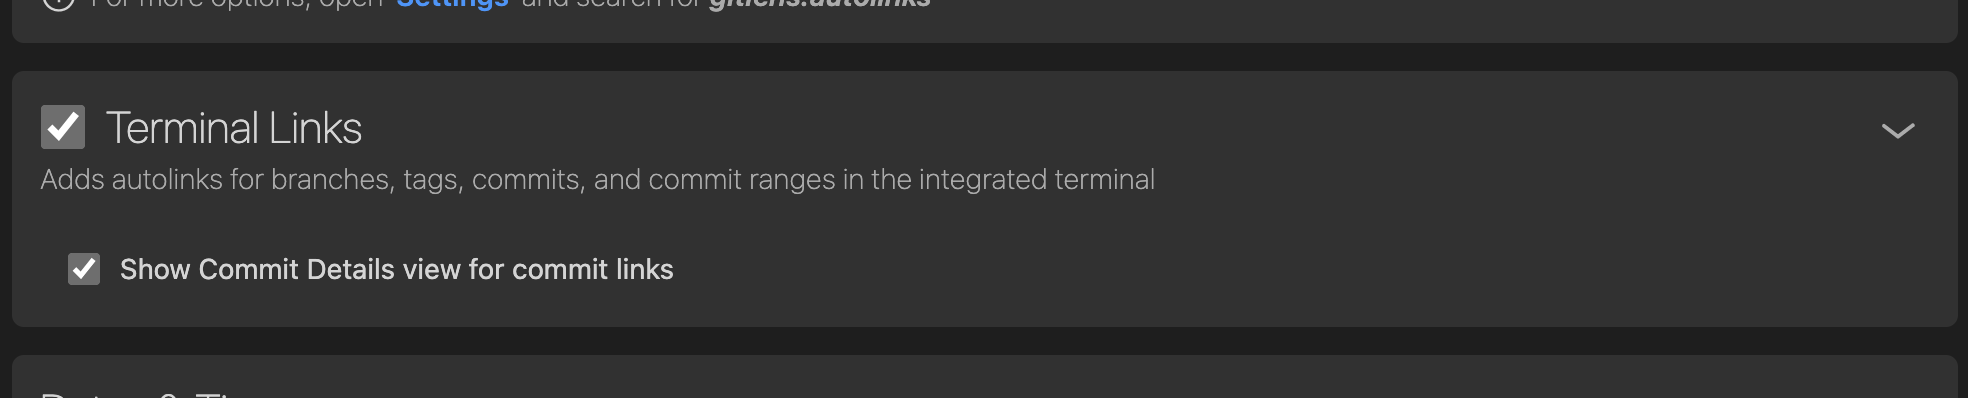 For more options, open Settings and search for gitlens.autolinks
Terminal Links
Adds autolinks for branches, tags, commits, and commit ranges in the integrated terminal
Show Commit Details view for commit links